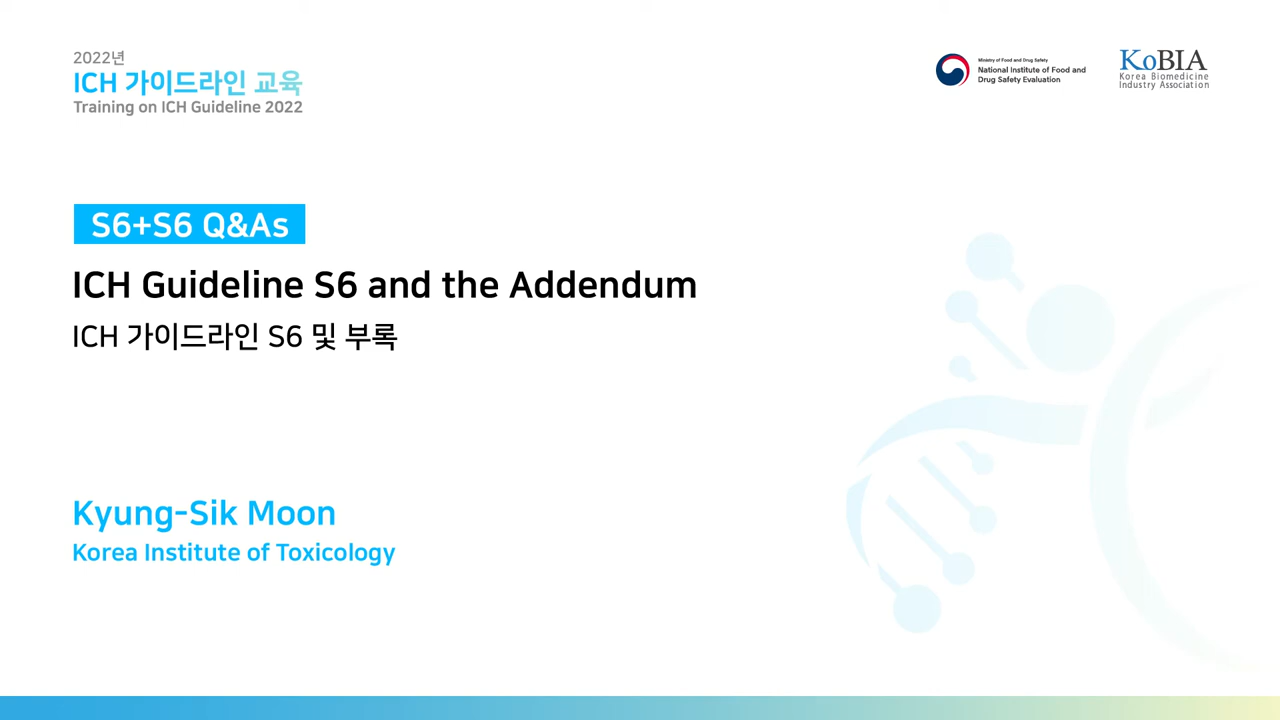 2022년
ICH 가이드라인 교육
Training on ICH Guideline 2022
Ministry of Food and Drug Safety
National Institute of Food and
Drug Safety Evaluation
KoBIA
Korea Biomedicine
Industry Association
S6+S6 Q&As
ICH Guideline S6 and the Addendum
ICH 가이드라인 S6 및 부록
Kyung-Sik Moon
Korea Institute of Toxicology